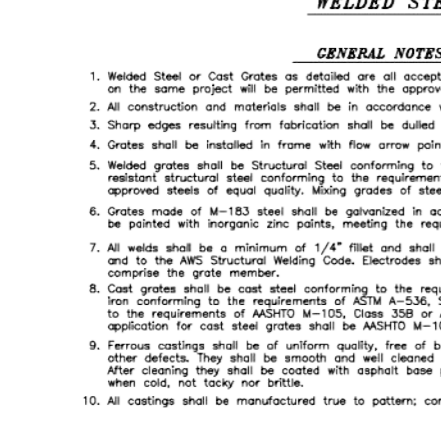 WELDED STE
GENERAL NOTES
1. Welded Steel or Cast Grates as detailed are all accept
on the same project will be permitted with the approv
2. All construction and materials shall be in accordance
3. Sharp edges resulting from fabrication shall be dulled
4. Grates shall be installed in frame with flow arrow poin
5. Welded grates shall be Structural Steel conforming to
resistant structural steel conforming to the requiremen
approved steels of equal quality. Mixing grades of stee
6. Grates made of M-183 steel shall be galvanized in ac
be painted with inorganic zinc paints, meeting the requ
7. All welds shall be a minimum of 1/4" fillet and shall
and to the AWS Structural Welding Code. Electrodes sh
comprise the grate member.
8. Cast grates shall be cast steel conforming to the requ
iron conforming to the requirements of ASTM A-536, S
to the requirements of AASHTO M-105, Class 35B or
application for cast steel grates shall be AASHTO M-10
9. Ferrous castings shall be of uniform quality, free of b
other defects. They shall be smooth and well cleaned
After cleaning they shall be coated with asphalt base
when cold, not tacky nor brittle.
10. All castings shall be manufactured true to pattern; cor